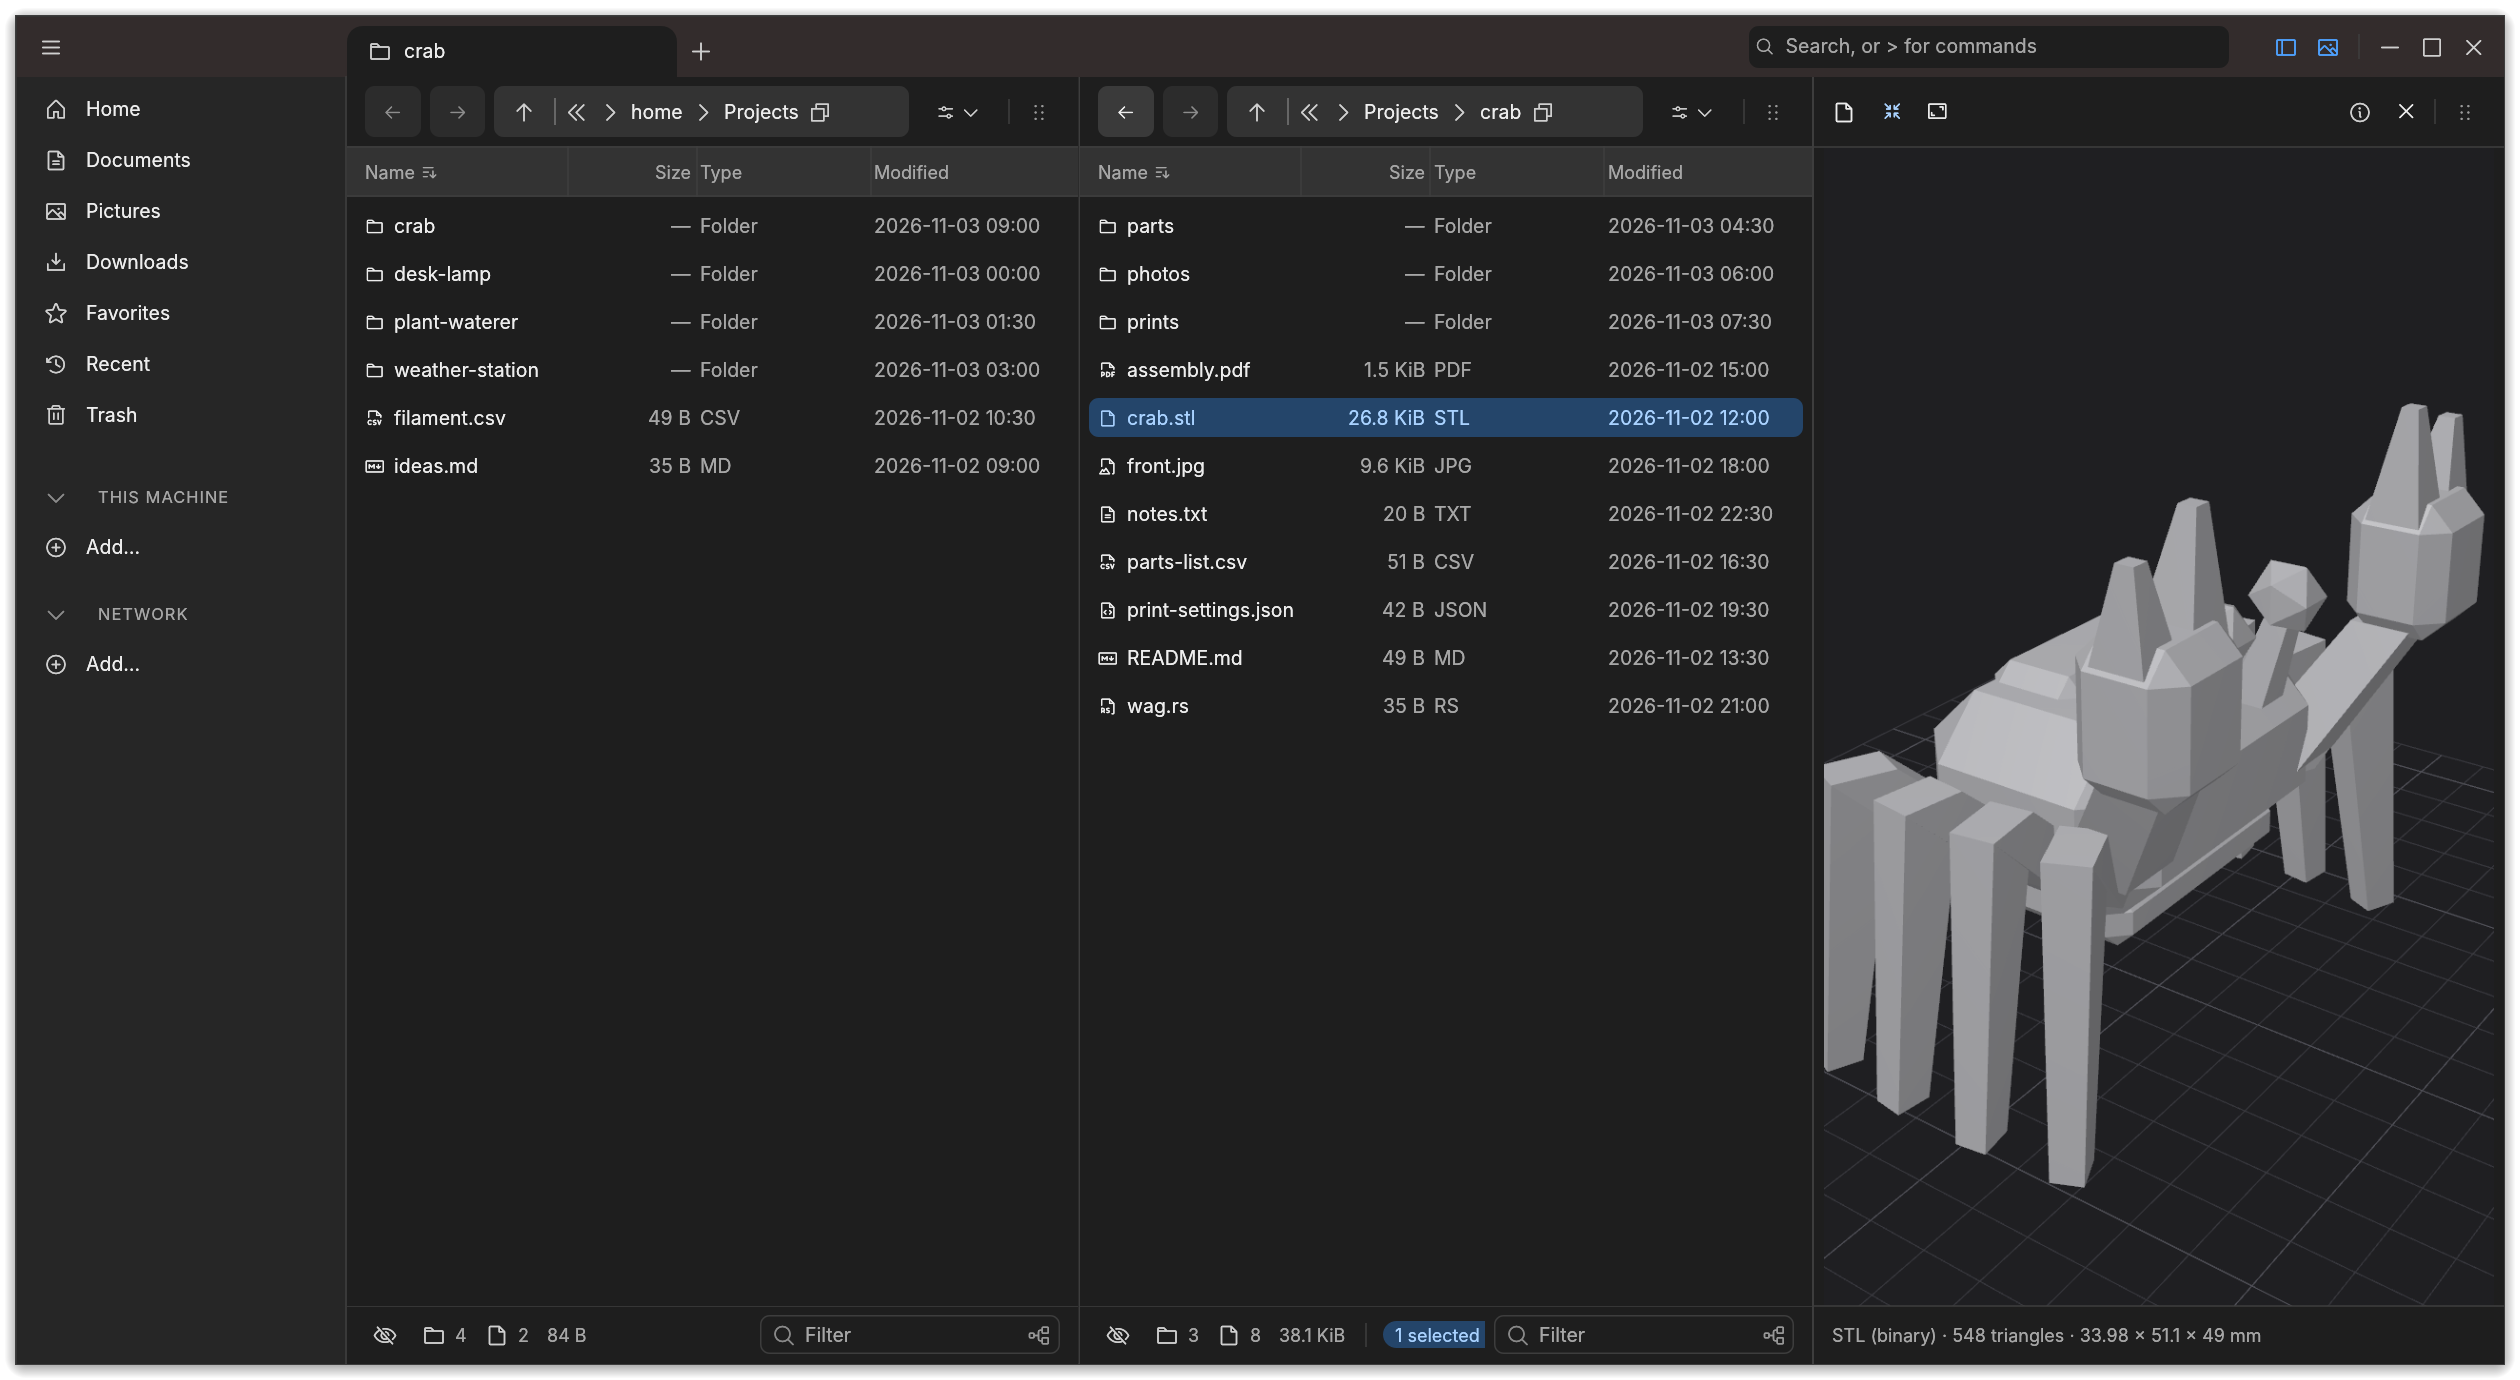 crab
Search, or > for commands
Home
Documents
Pictures
Downloads
Favorites
Recent
Trash
THIS MACHINE
Add...
NETWORK
Add...
home Projects
Name Size Type Modified
crab — Folder 2026-11-03 09:00
desk-lamp — Folder 2026-11-03 00:00
plant-waterer — Folder 2026-11-03 01:30
weather-station — Folder 2026-11-03 03:00
filament.csv 49 B CSV 2026-11-02 10:30
ideas.md 35 B MD 2026-11-02 09:00
4 2 84 B Filter
Projects crab
Name Size Type Modified
parts — Folder 2026-11-03 04:30
photos — Folder 2026-11-03 06:00
prints — Folder 2026-11-03 07:30
assembly.pdf 1.5 KiB PDF 2026-11-02 15:00
crab.stl 26.8 KiB STL 2026-11-02 12:00
front.jpg 9.6 KiB JPG 2026-11-02 18:00
notes.txt 20 B TXT 2026-11-02 22:30
parts-list.csv 51 B CSV 2026-11-02 16:30
print-settings.json 42 B JSON 2026-11-02 19:30
README.md 49 B MD 2026-11-02 13:30
wag.rs 35 B RS 2026-11-02 21:00
3 8 38.1 KiB 1 selected Filter
STL (binary) · 548 triangles · 33.98 × 51.1 × 49 mm